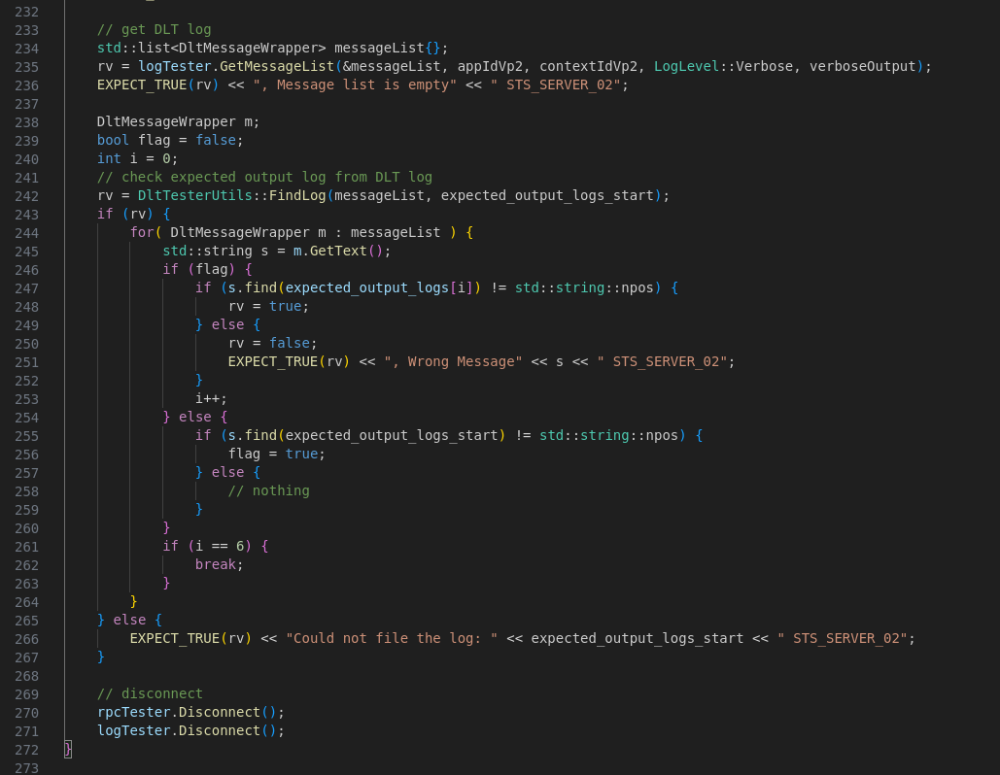 232
233 // get DLT log
234 std::list<DltMessageWrapper> messageList{};
235 rv = logTester.GetMessageList(&messageList, appIdVp2, contextIdVp2, LogLevel::Verbose, verboseOutput);
236 EXPECT_TRUE(rv) << ", Message list is empty" << " STS_SERVER_02";
237
238 DltMessageWrapper m;
239 bool flag = false;
240 int i = 0;
241 // check expected output log from DLT log
242 rv = DltTesterUtils::FindLog(messageList, expected_output_logs_start);
243 if (rv) {
244 for( DltMessageWrapper m : messageList ) {
245 std::string s = m.GetText();
246 if (flag) {
247 if (s.find(expected_output_logs[i]) != std::string::npos) {
248 rv = true;
249 } else {
250 rv = false;
251 EXPECT_TRUE(rv) << ", Wrong Message" << s << " STS_SERVER_02";
252 }
253 i++;
254 } else {
255 if (s.find(expected_output_logs_start) != std::string::npos) {
256 flag = true;
257 } else {
258 // nothing
259 }
260 }
261 if (i == 6) {
262 break;
263 }
264 }
265 } else {
266 EXPECT_TRUE(rv) << "Could not file the log: " << expected_output_logs_start << " STS_SERVER_02";
267 }
268
269 // disconnect
270 rpcTester.Disconnect();
271 logTester.Disconnect();
272 }
273